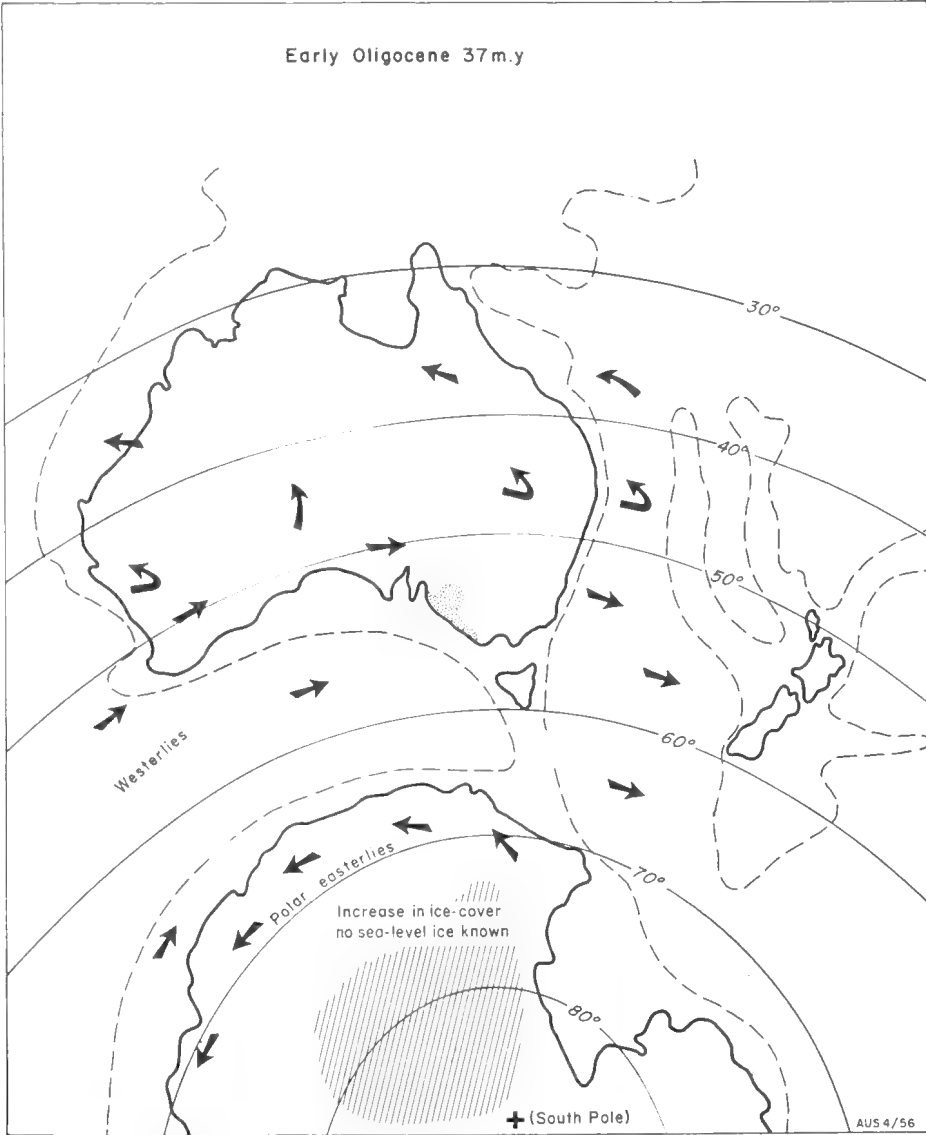 Early Oligocene 37m.y
30°
40°
50°
60°
Westerlies
70°
Polar easterlies
Increase in ice-cover
no sea-level ice known
80°
(South Pole)
AUS 4/56